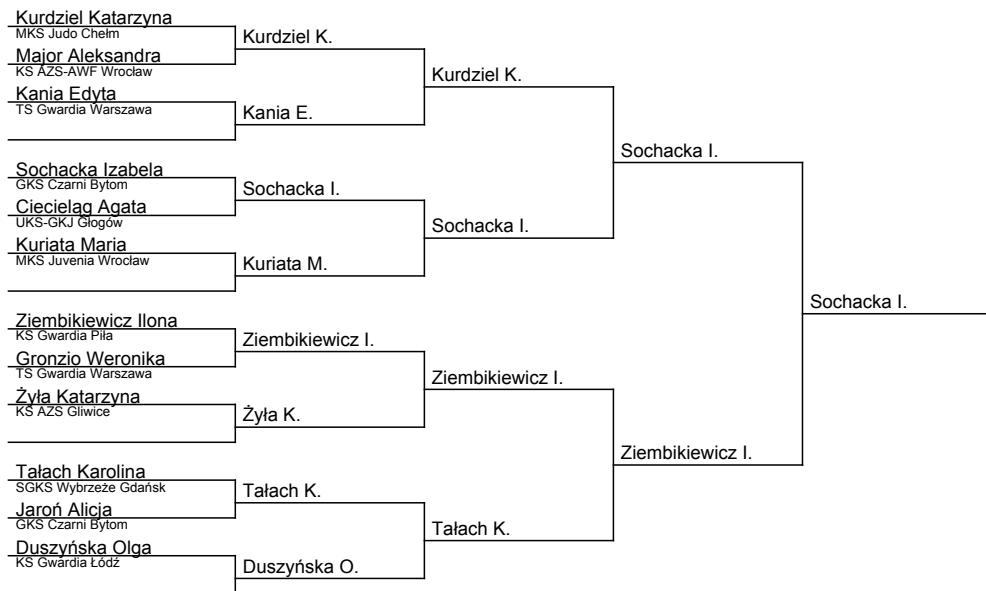 Kurdziel Katarzyna
MKS Judo Chełm
Major Aleksandra
KS AZS-AWF Wrocław
Kania Edyta
TS Gwardia Warszawa
Sochacka Izabela
GKS Czarni Bytom
Ciecieląg Agata
UKS-GKJ Głogów
Kuriata Maria
MKS Juvenia Wrocław
Ziembikiewicz Ilona
KS Gwardia Piła
Gronzio Weronika
TS Gwardia Warszawa
Żyła Katarzyna
KS AZS Gliwice
Tałach Karolina
SGKS Wybrzeże Gdańsk
Jaroń Alicja
GKS Czarni Bytom
Duszyńska Olga
KS Gwardia Łódź
Kurdziel K.
Kania E.
Sochacka I.
Kuriata M.
Ziembikiewicz I.
Żyła K.
Tałach K.
Duszyńska O.
Kurdziel K.
Sochacka I.
Ziembikiewicz I.
Tałach K.
Sochacka I.
Ziembikiewicz I.
Sochacka I.